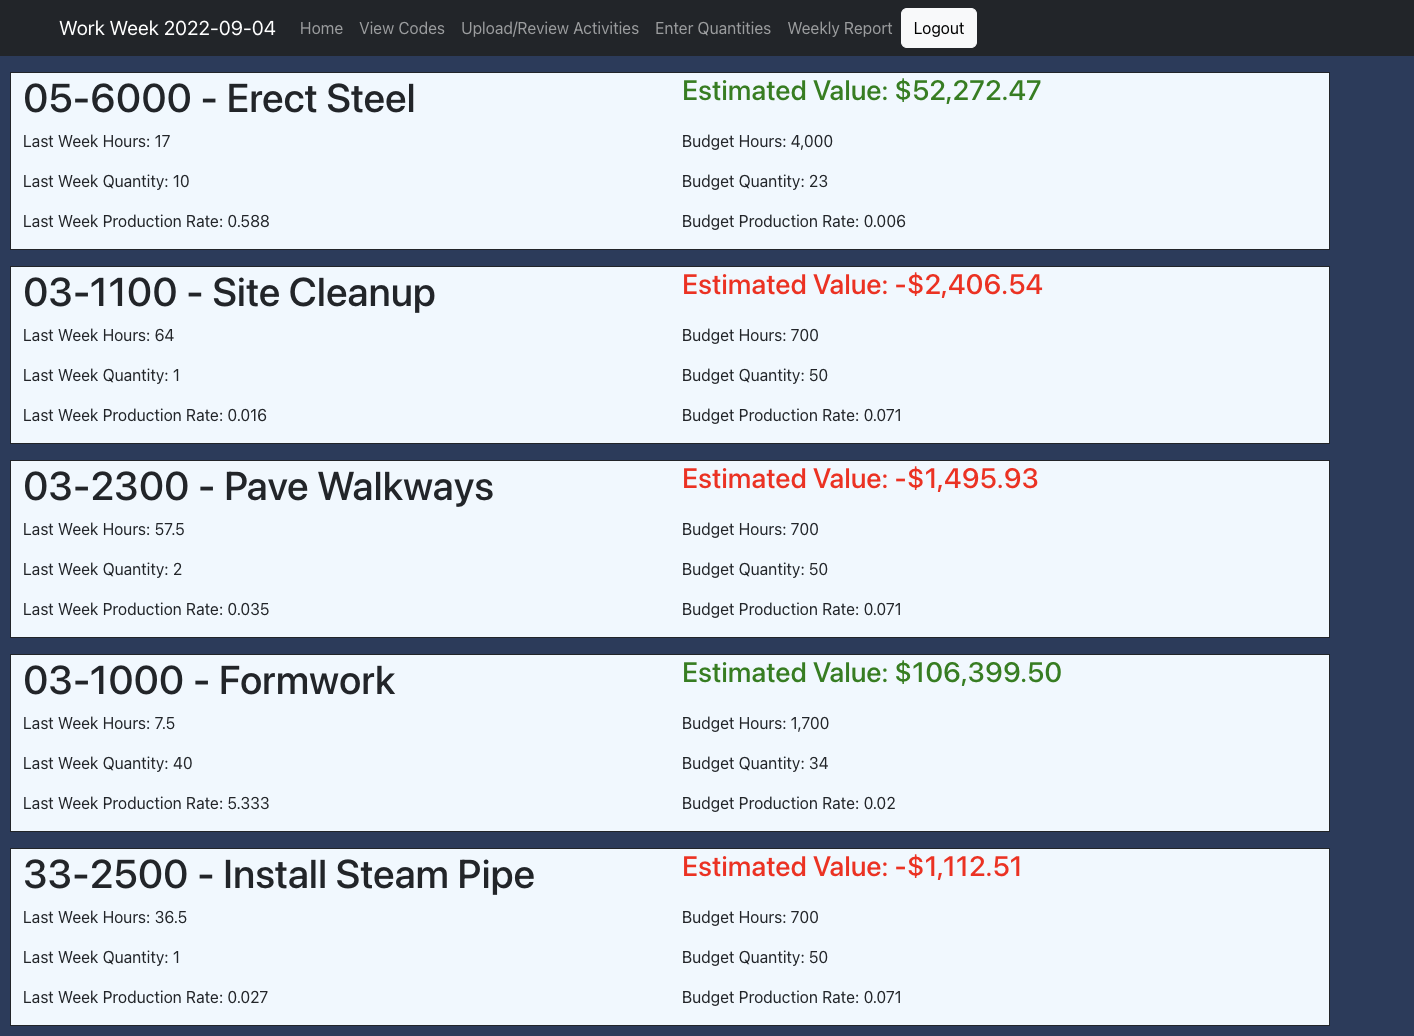 Work Week 2022-09-04 Home View Codes Upload/Review Activities Enter Quantities Weekly Report Logout
05-6000 - Erect Steel
Last Week Hours: 17
Last Week Quantity: 10
Last Week Production Rate: 0.588
Estimated Value: $52,272.47
Budget Hours: 4,000
Budget Quantity: 23
Budget Production Rate: 0.006
03-1100 - Site Cleanup
Last Week Hours: 64
Last Week Quantity: 1
Last Week Production Rate: 0.016
Estimated Value: -$2,406.54
Budget Hours: 700
Budget Quantity: 50
Budget Production Rate: 0.071
03-2300 - Pave Walkways
Last Week Hours: 57.5
Last Week Quantity: 2
Last Week Production Rate: 0.035
Estimated Value: -$1,495.93
Budget Hours: 700
Budget Quantity: 50
Budget Production Rate: 0.071
03-1000 - Formwork
Last Week Hours: 7.5
Last Week Quantity: 40
Last Week Production Rate: 5.333
Estimated Value: $106,399.50
Budget Hours: 1,700
Budget Quantity: 34
Budget Production Rate: 0.02
33-2500 - Install Steam Pipe
Last Week Hours: 36.5
Last Week Quantity: 1
Last Week Production Rate: 0.027
Estimated Value: -$1,112.51
Budget Hours: 700
Budget Quantity: 50
Budget Production Rate: 0.071